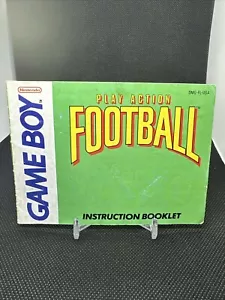 Nintendo
GAME BOY
PLAY ACTION
FOOTBALL
INSTRUCTION BOOKLET